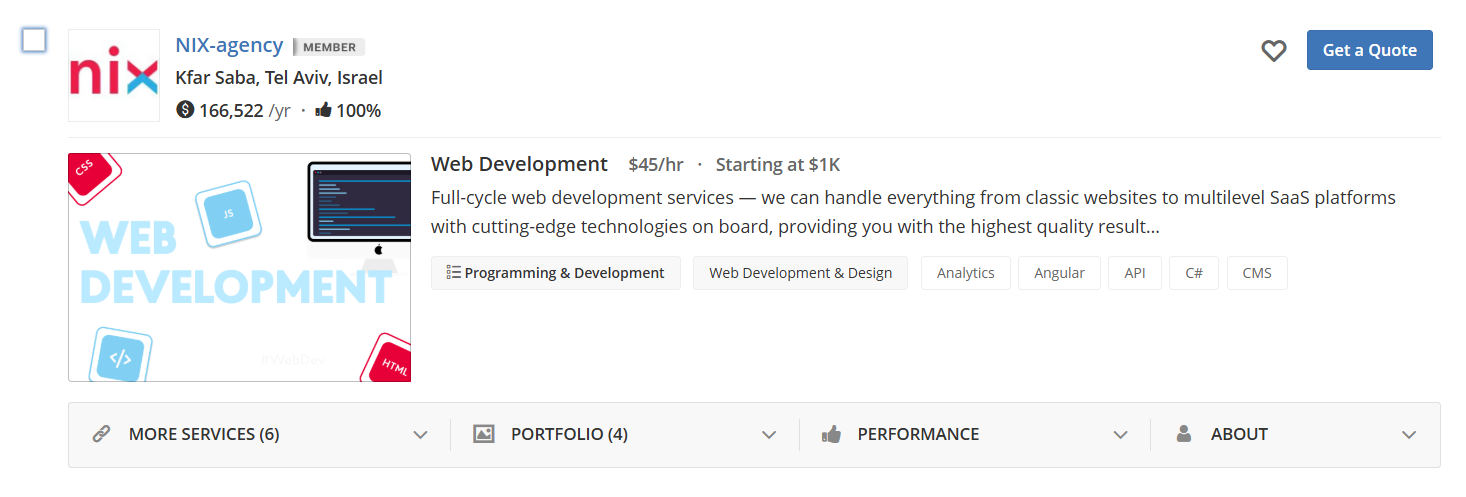 nix
NIX-agency MEMBER
Get a Quote
Kfar Saba, Tel Aviv, Israel
$ 166,522 /yr · 100%
CSS
JS
WEB
DEVELOPMENT
</>
#WebDev
HTML
Web Development $45/hr · Starting at $1K
Full-cycle web development services — we can handle everything from classic websites to multilevel SaaS platforms
with cutting-edge technologies on board, providing you with the highest quality result...
Programming & Development Web Development & Design Analytics Angular API C# CMS
MORE SERVICES (6) PORTFOLIO (4) PERFORMANCE ABOUT